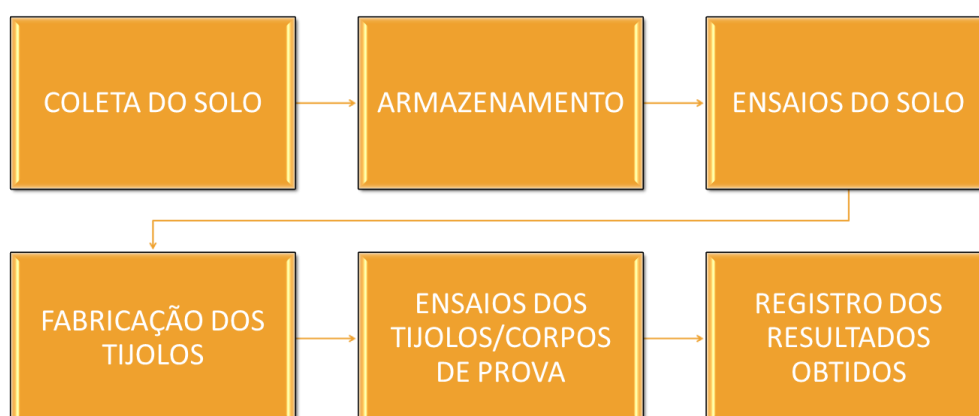 COLETA DO SOLO
ARMAZENAMENTO
ENSAIOS DO SOLO
FABRICAÇÃO DOS
TIJOLOS
ENSAIOS DOS
TIJOLOS/CORPOS
DE PROVA
REGISTRO DOS
RESULTADOS
OBTIDOS